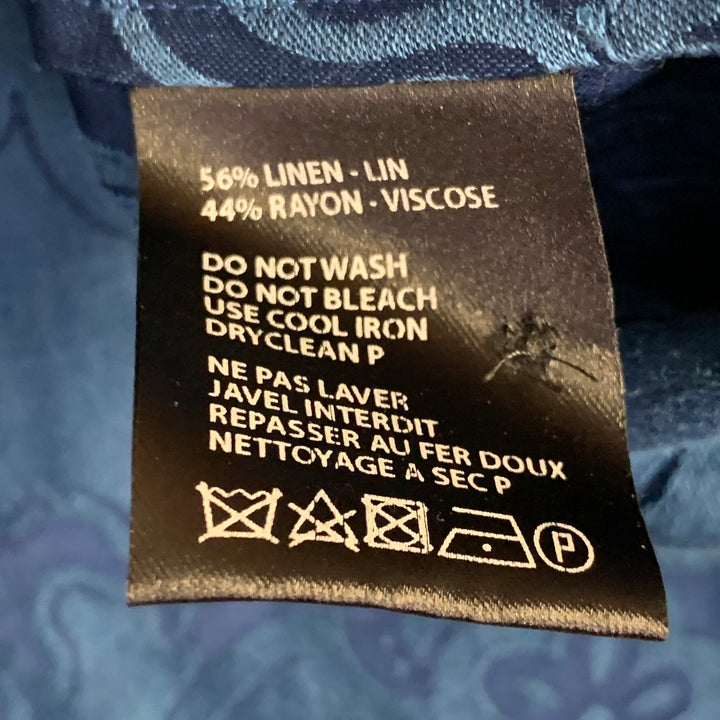 56% LINEN - LIN
44% RAYON - VISCOSE
DO NOT WASH
DO NOT BLEACH
USE COOL IRON
DRYCLEAN P
NE PAS LAVER
JAVEL INTERDIT
REPASSER AU FER DOUX
NETTOYAGE A SEC P
P